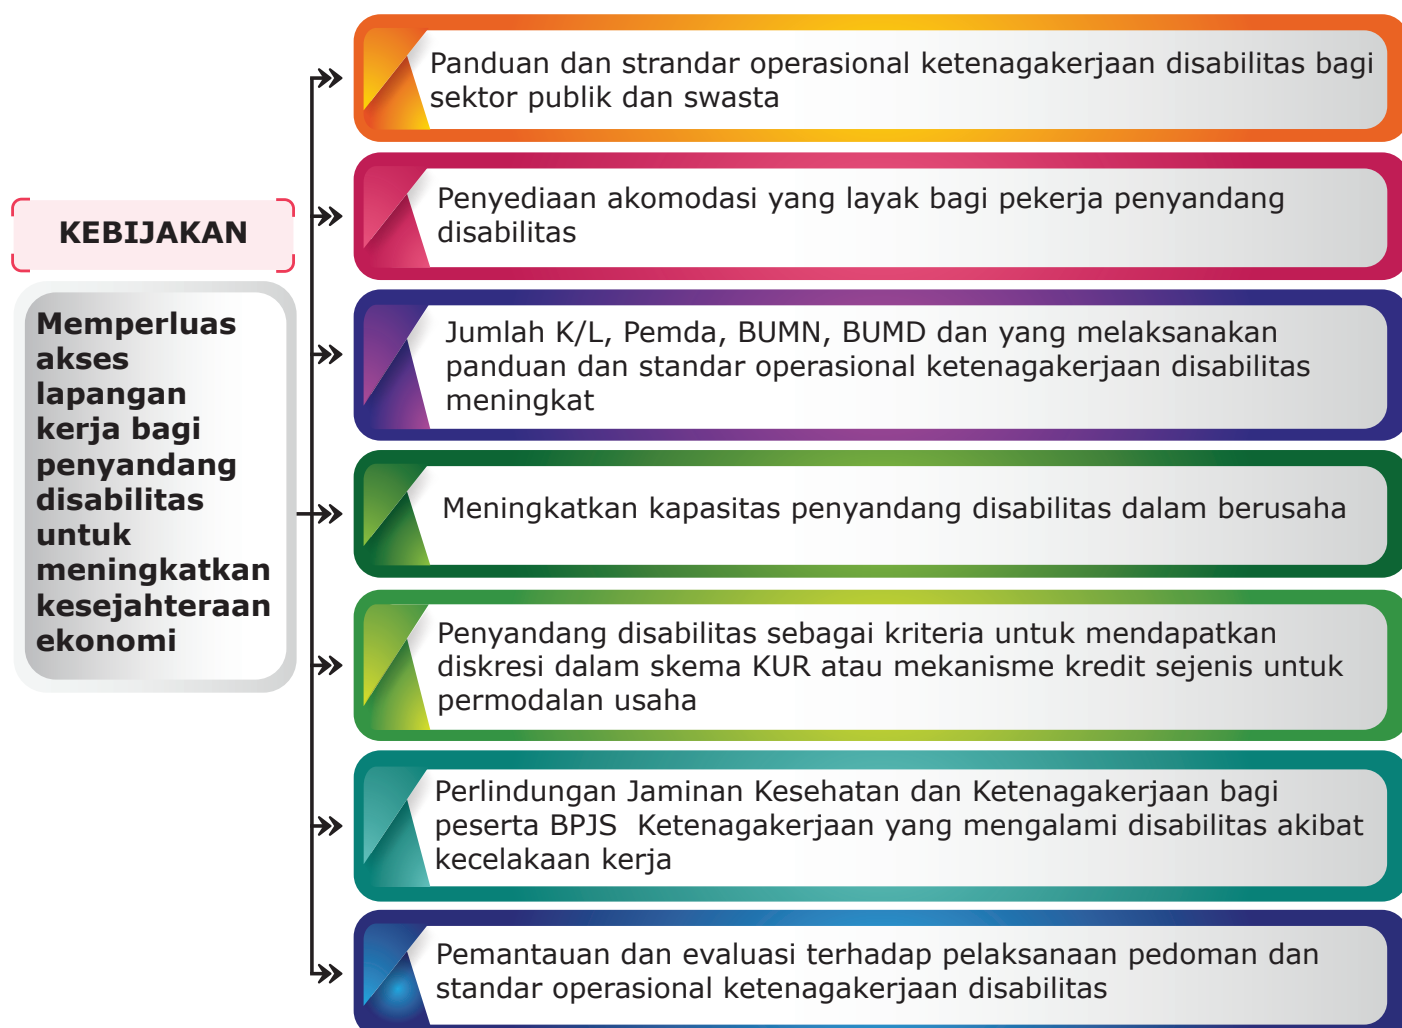 KEBIJAKAN
Memperluas
akses
lapangan
kerja bagi
penyandang
disabilitas
untuk
meningkatkan
kesejahteraan
ekonomi
Panduan dan strandar operasional ketenagakerjaan disabilitas bagi
sektor publik dan swasta
Penyediaan akomodasi yang layak bagi pekerja penyandang
disabilitas
Jumlah K/L, Pemda, BUMN, BUMD dan yang melaksanakan
panduan dan standar operasional ketenagakerjaan disabilitas
meningkat
Meningkatkan kapasitas penyandang disabilitas dalam berusaha
Penyandang disabilitas sebagai kriteria untuk mendapatkan
diskresi dalam skema KUR atau mekanisme kredit sejenis untuk
permodalan usaha
Perlindungan Jaminan Kesehatan dan Ketenagakerjaan bagi
peserta BPJS  Ketenagakerjaan yang mengalami disabilitas akibat
kecelakaan kerja
Pemantauan dan evaluasi terhadap pelaksanaan pedoman dan
standar operasional ketenagakerjaan disabilitas